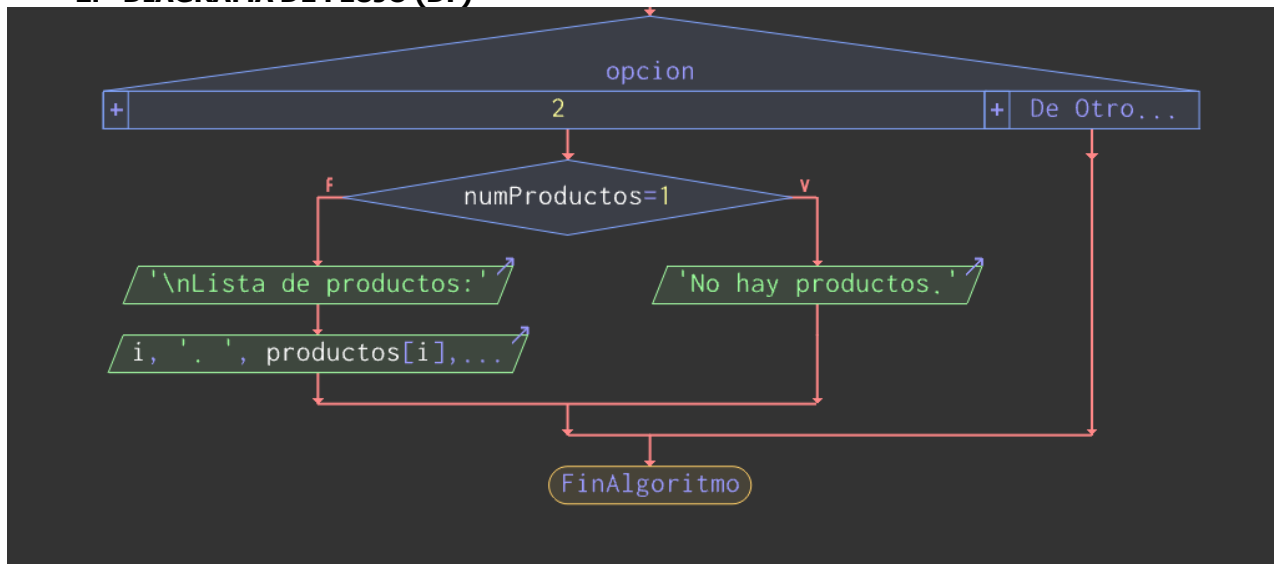 opcion
+ 2 + De Otro...
numProductos=1
F V
'\nLista de productos:' 'No hay productos.'
i, '. ', productos[i],...
FinAlgoritmo